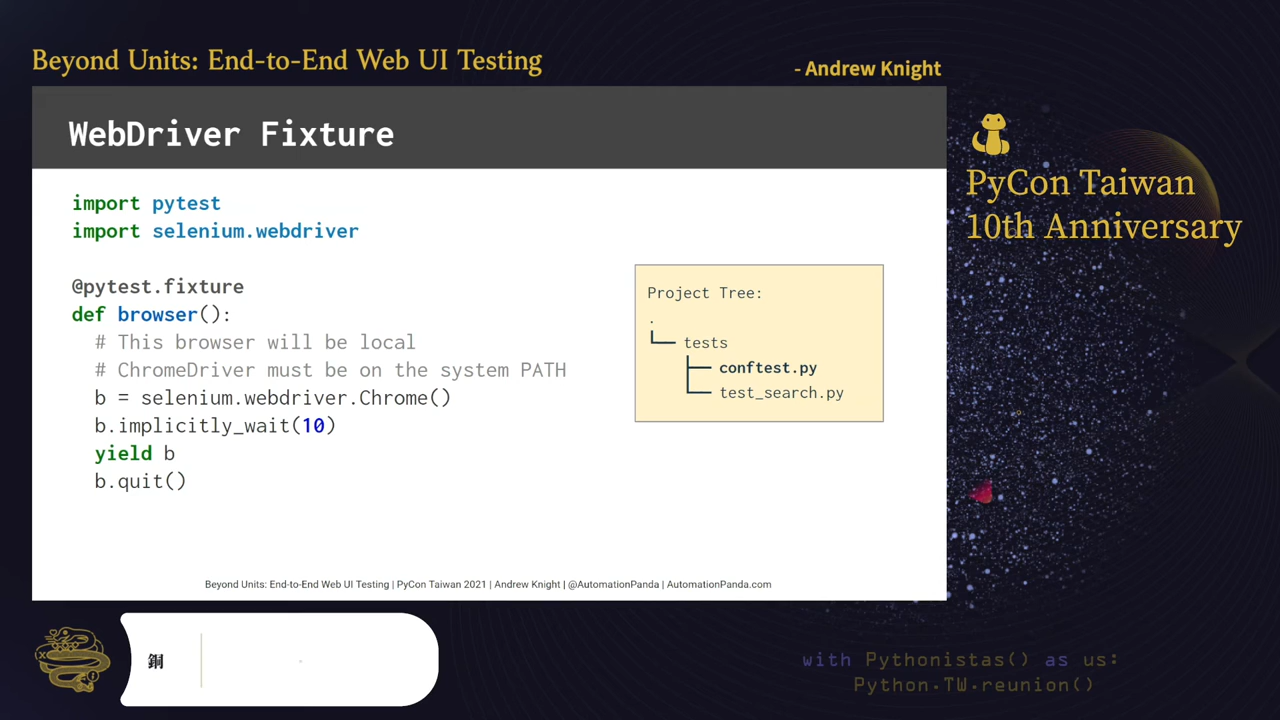 Beyond Units: End-to-End Web UI Testing
- Andrew Knight
WebDriver Fixture
import pytest
import selenium.webdriver
@pytest.fixture
def browser():
# This browser will be local
# ChromeDriver must be on the system PATH
b = selenium.webdriver.Chrome()
b.implicitly_wait(10)
yield b
b.quit()
Project Tree:
.
└── tests
├── conftest.py
└── test_search.py
Beyond Units: End-to-End Web UI Testing | PyCon Taiwan 2021 | Andrew Knight | @AutomationPanda | AutomationPanda.com
PyCon Taiwan
10th Anniversary
銅
with Pythonistas() as us:
Python.TW.reunion()